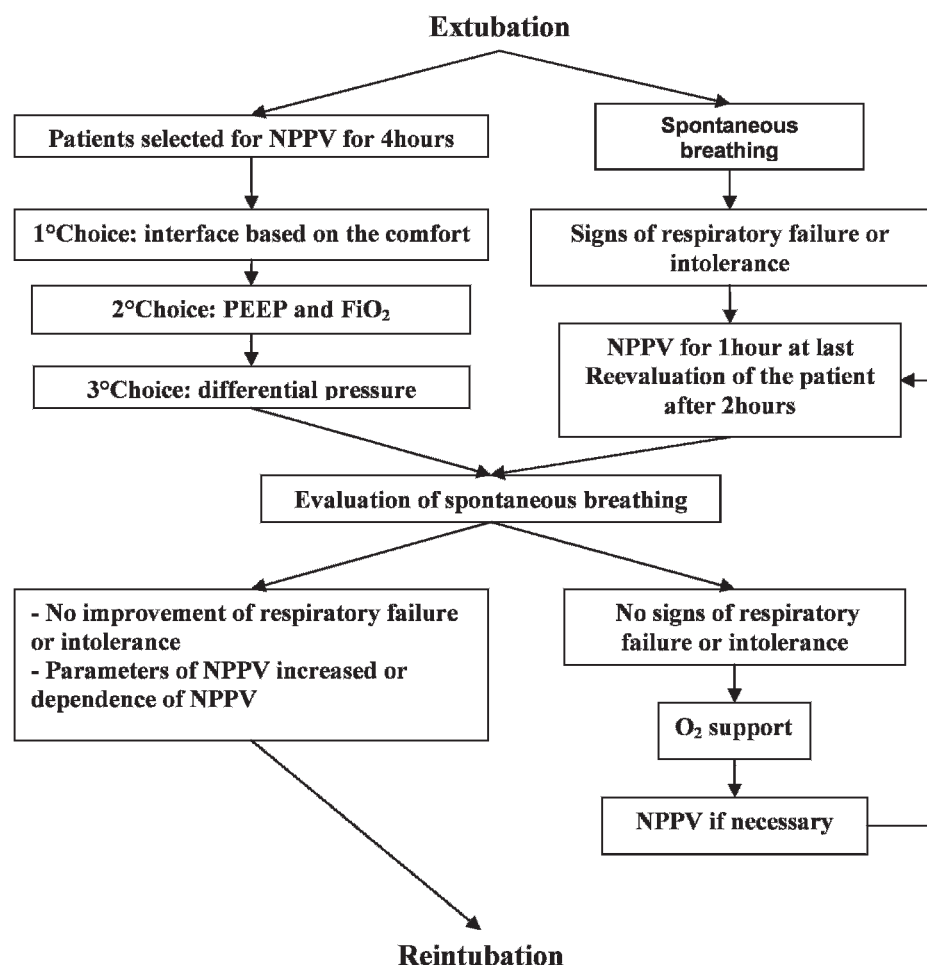 Extubation
Patients selected for NPPV for 4hours
1°Choice: interface based on the comfort
2°Choice: PEEP and FiO₂
3°Choice: differential pressure
Spontaneous
breathing
Signs of respiratory failure or
intolerance
NPPV for 1hour at last
Reevaluation of the patient
after 2hours
Evaluation of spontaneous breathing
- No improvement of respiratory failure
or intolerance
- Parameters of NPPV increased or
dependence of NPPV
No signs of respiratory
failure or intolerance
O₂ support
NPPV if necessary
Reintubation